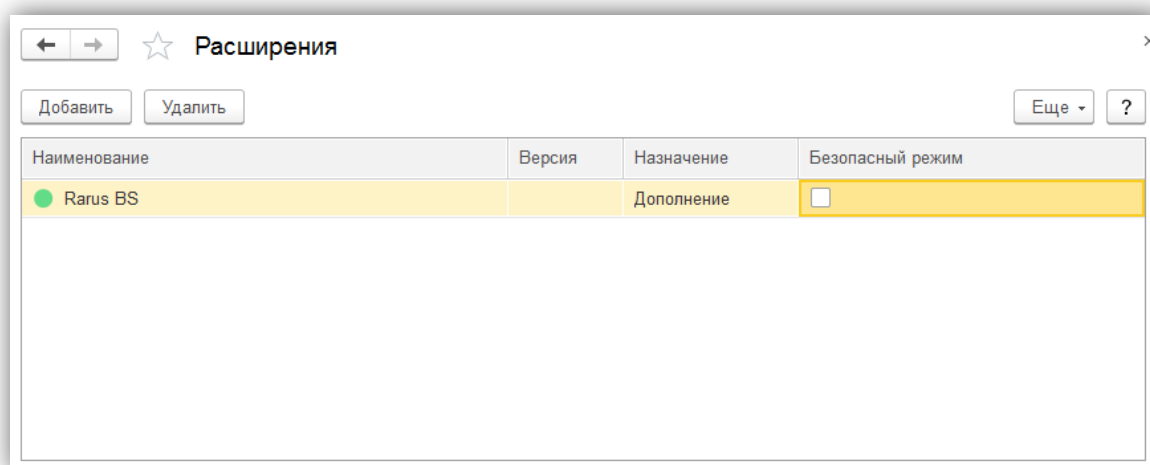 Расширения
Добавить Удалить Еще ?
Наименование Версия Назначение Безопасный режим
Rarus BS Дополнение